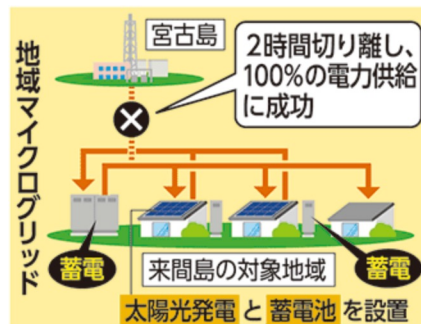 地域マイクログリッド
宮古島
2時間切り離し、
100%の電力供給
に成功
蓄電
来間島の対象地域
蓄電
太陽光発電と蓄電池を設置